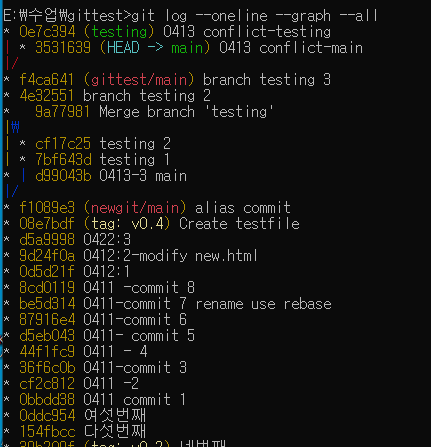 E:₩수업₩gittest>git log --oneline --graph --all
* 0e7c394 (testing) 0413 conflict-testing
| * 3531639 (HEAD -> main) 0413 conflict-main
|/
* f4ca641 (gittest/main) branch testing 3
* 4e32551 branch testing 2
*   9a77981 Merge branch 'testing'
|₩
| * cf17c25 testing 2
| * 7bf643d testing 1
* | d99043b 0413-3 main
|/
* f1089e3 (newgit/main) alias commit
* 08e7bdf (tag: v0.4) Create testfile
* d5a9998 0422:3
* 9d24f0a 0412:2-modify new.html
* 0d5d21f 0412:1
* 8cd0119 0411 -commit 8
* be5d314 0411-commit 7 rename use rebase
* 87916e4 0411-commit 6
* d5eb043 0411- commit 5
* 44f1fc9 0411 - 4
* 36f6c0b 0411-commit 3
* cf2c812 0411 -2
* 0bbdd38 0411 commit 1
* 0ddc954 여섯번째
* 154fbcc 다섯번째